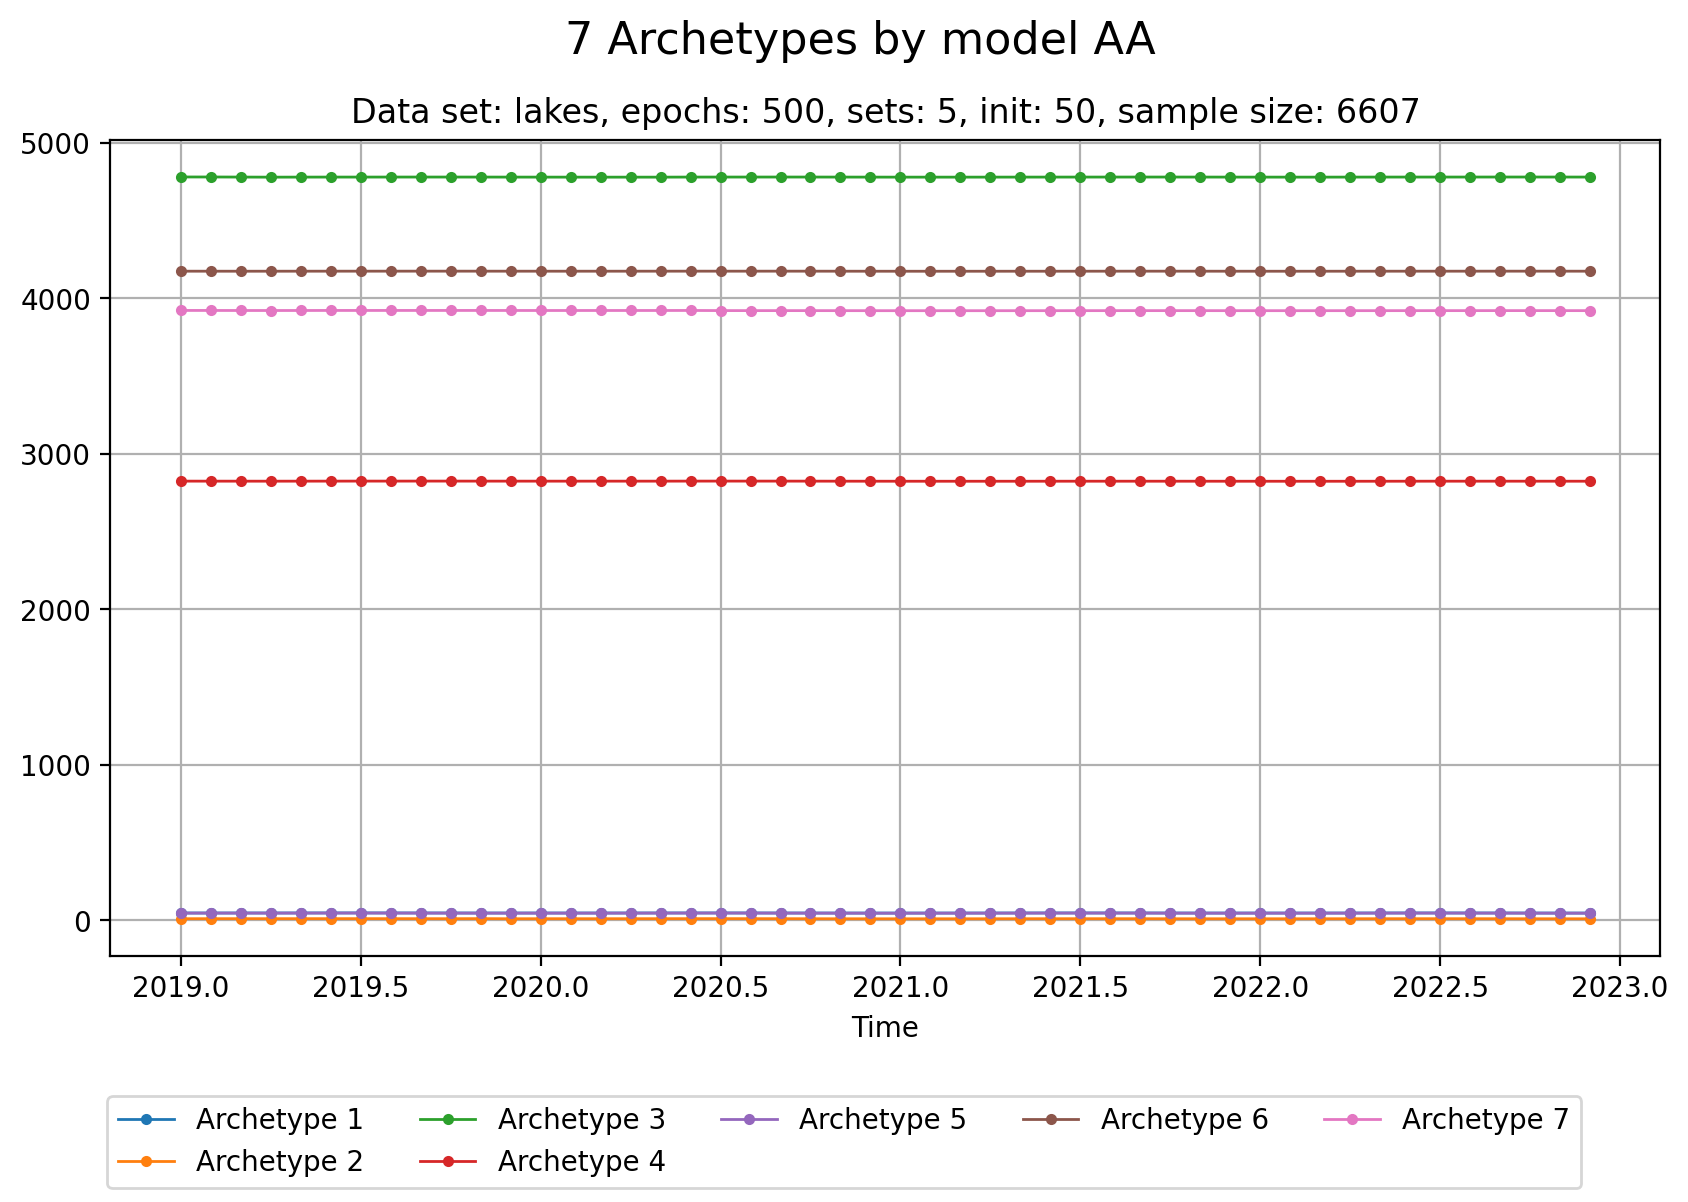 7 Archetypes by model AA
Data set: lakes, epochs: 500, sets: 5, init: 50, sample size: 6607
5000
4000
3000
2000
1000
0
2019.0 2019.5 2020.0 2020.5 2021.0 2021.5 2022.0 2022.5 2023.0
Time
Archetype 1 Archetype 3 Archetype 5 Archetype 6 Archetype 7
Archetype 2 Archetype 4